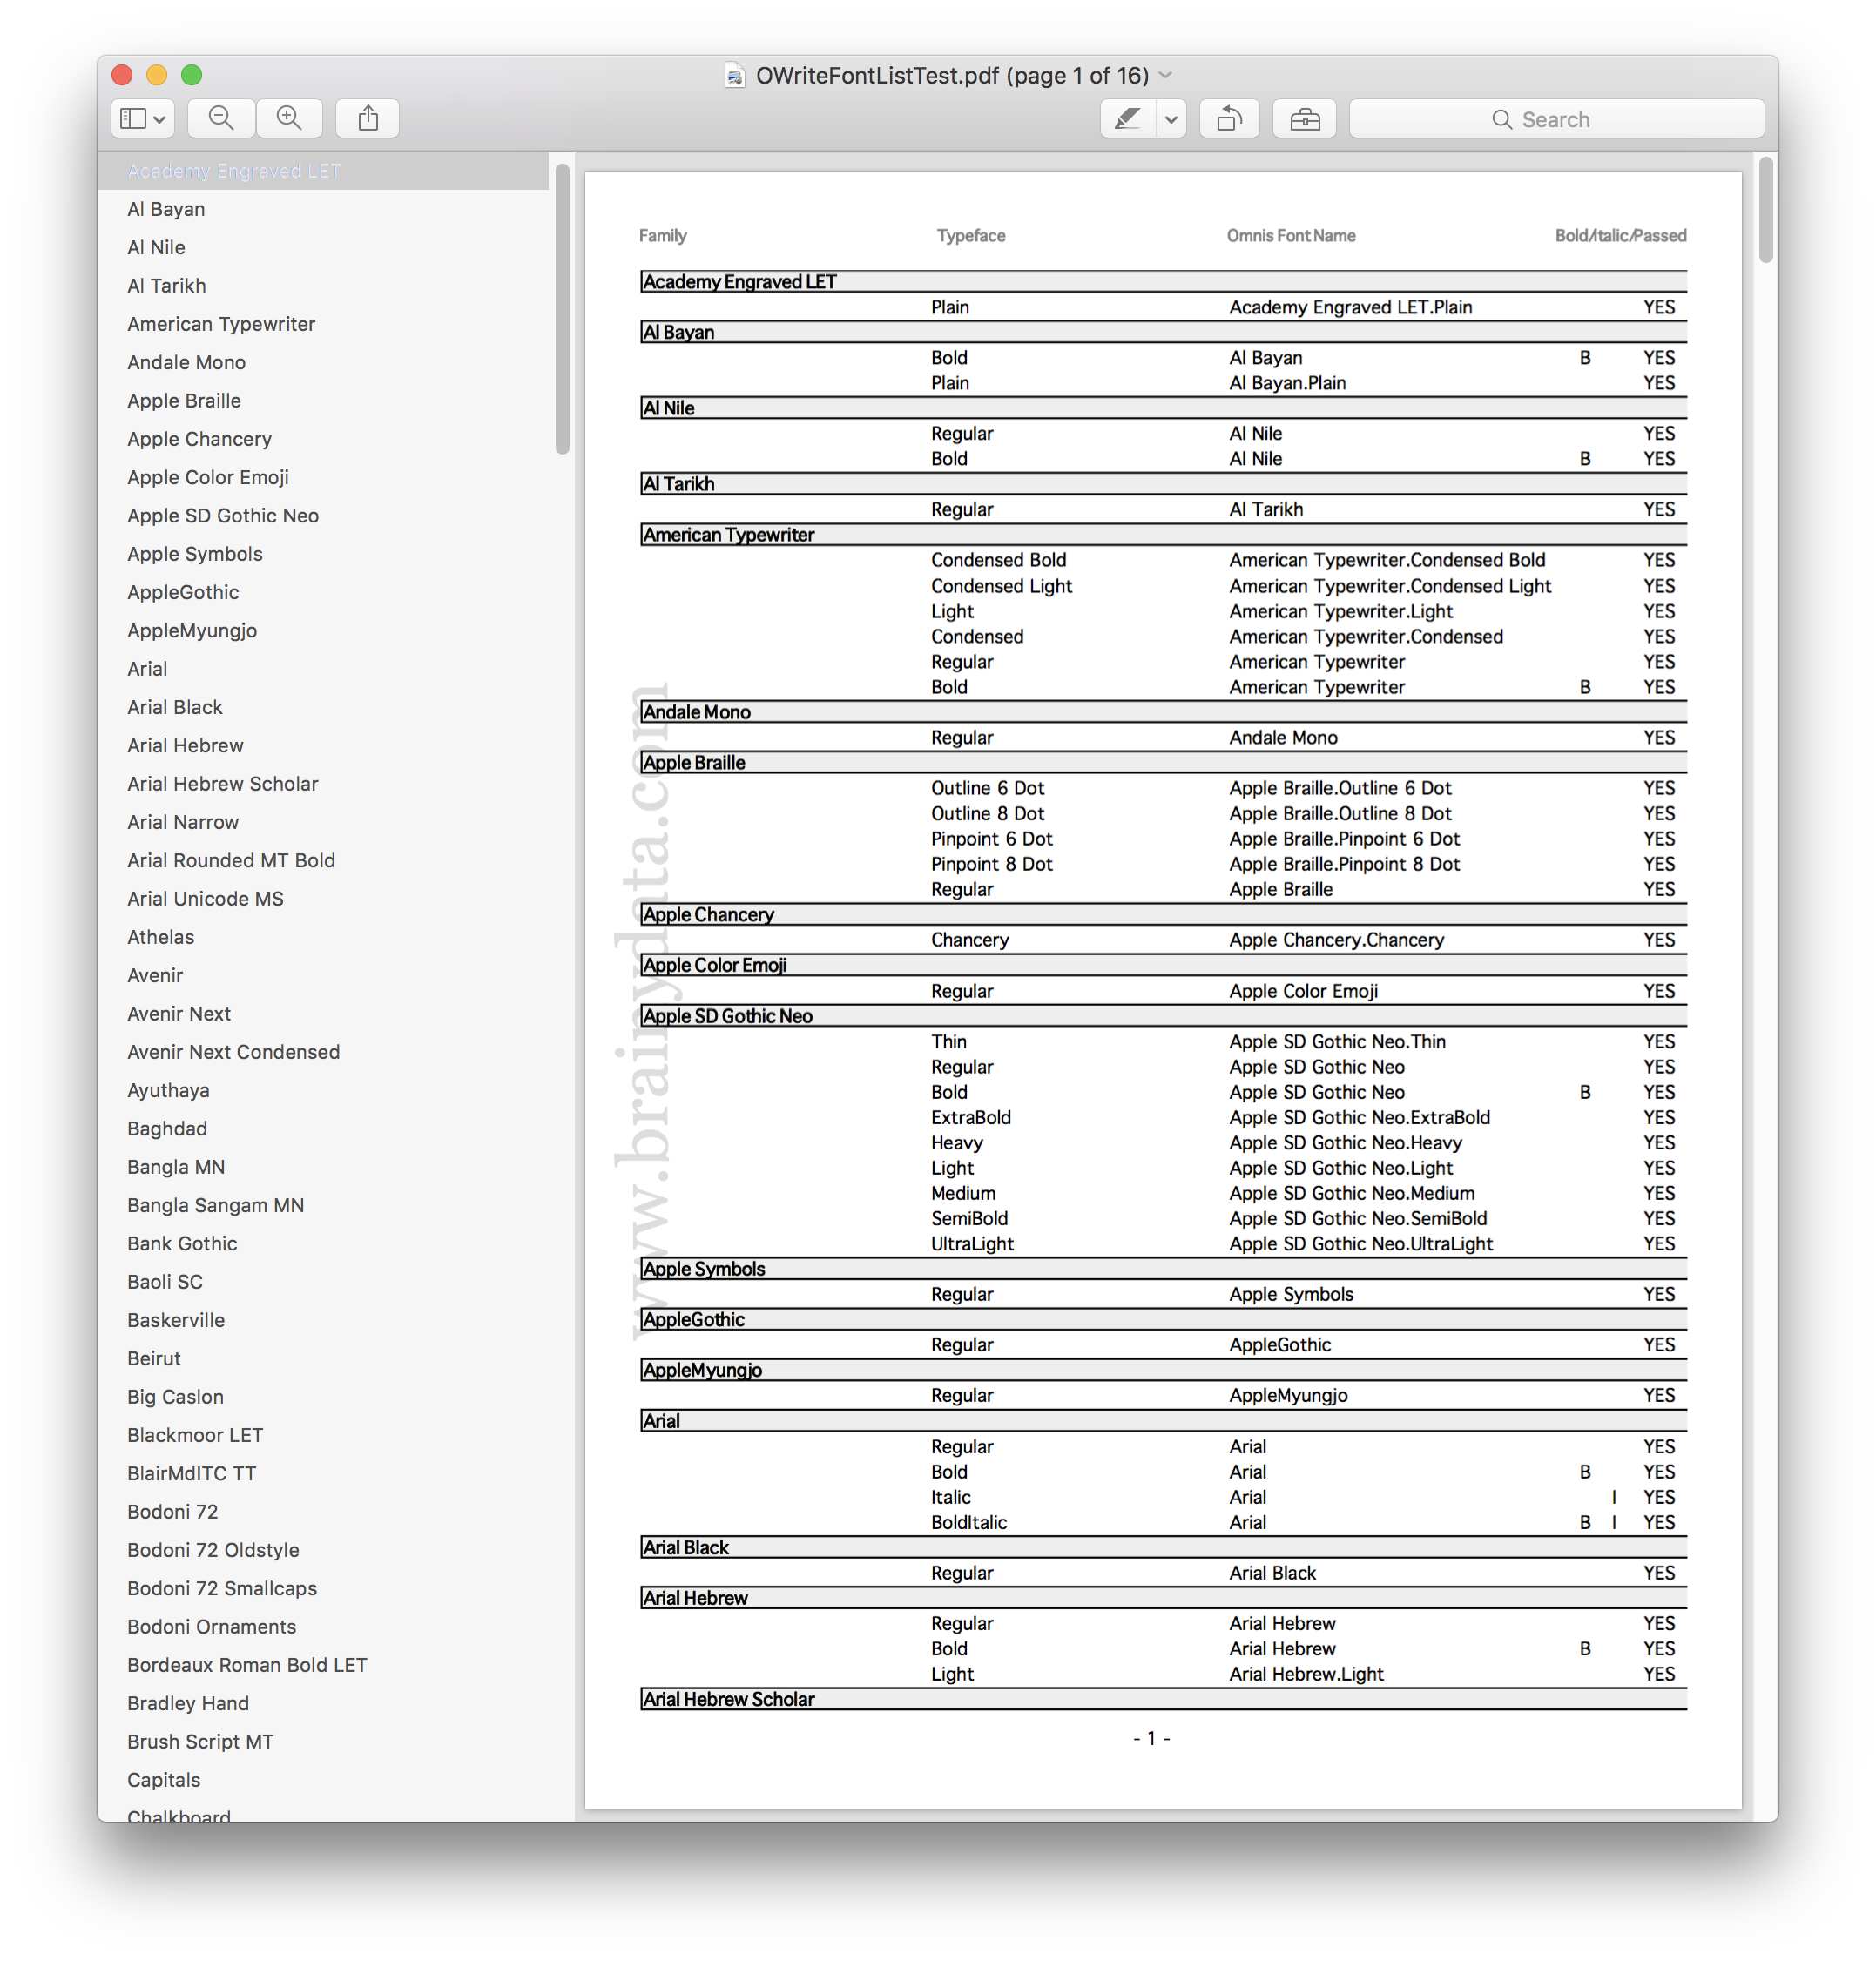 OWriteFontListTest.pdf (page 1 of 16)
Search
Academy Engraved LET
Al Bayan
Al Nile
Al Tarikh
American Typewriter
Andale Mono
Apple Braille
Apple Chancery
Apple Color Emoji
Apple SD Gothic Neo
Apple Symbols
AppleGothic
AppleMyungjo
Arial
Arial Black
Arial Hebrew
Arial Hebrew Scholar
Arial Narrow
Arial Rounded MT Bold
Arial Unicode MS
Athelas
Avenir
Avenir Next
Avenir Next Condensed
Ayuthaya
Baghdad
Bangla MN
Bangla Sangam MN
Bank Gothic
Baoli SC
Baskerville
Beirut
Big Caslon
Blackmoor LET
BlairMdITC TT
Bodoni 72
Bodoni 72 Oldstyle
Bodoni 72 Smallcaps
Bodoni Ornaments
Bordeaux Roman Bold LET
Bradley Hand
Brush Script MT
Capitals
Chalkboard
Family Typeface Omnis Font Name Bold/Italic/Passed
Academy Engraved LET
Plain Academy Engraved LET.Plain YES
Al Bayan
Bold Al Bayan B YES
Plain Al Bayan.Plain YES
Al Nile
Regular Al Nile YES
Bold Al Nile B YES
Al Tarikh
Regular Al Tarikh YES
American Typewriter
Condensed Bold American Typewriter.Condensed Bold YES
Condensed Light American Typewriter.Condensed Light YES
Light American Typewriter.Light YES
Condensed American Typewriter.Condensed YES
Regular American Typewriter YES
Bold American Typewriter B YES
Andale Mono
Regular Andale Mono YES
Apple Braille
Outline 6 Dot Apple Braille.Outline 6 Dot YES
Outline 8 Dot Apple Braille.Outline 8 Dot YES
Pinpoint 6 Dot Apple Braille.Pinpoint 6 Dot YES
Pinpoint 8 Dot Apple Braille.Pinpoint 8 Dot YES
Regular Apple Braille YES
Apple Chancery
Chancery Apple Chancery.Chancery YES
Apple Color Emoji
Regular Apple Color Emoji YES
Apple SD Gothic Neo
Thin Apple SD Gothic Neo.Thin YES
Regular Apple SD Gothic Neo YES
Bold Apple SD Gothic Neo B YES
ExtraBold Apple SD Gothic Neo.ExtraBold YES
Heavy Apple SD Gothic Neo.Heavy YES
Light Apple SD Gothic Neo.Light YES
Medium Apple SD Gothic Neo.Medium YES
SemiBold Apple SD Gothic Neo.SemiBold YES
UltraLight Apple SD Gothic Neo.UltraLight YES
Apple Symbols
Regular Apple Symbols YES
AppleGothic
Regular AppleGothic YES
AppleMyungjo
Regular AppleMyungjo YES
Arial
Regular Arial YES
Bold Arial B YES
Italic Arial I YES
BoldItalic Arial B I YES
Arial Black
Regular Arial Black YES
Arial Hebrew
Regular Arial Hebrew YES
Bold Arial Hebrew B YES
Light Arial Hebrew.Light YES
Arial Hebrew Scholar
- 1 -
www.brainydata.com